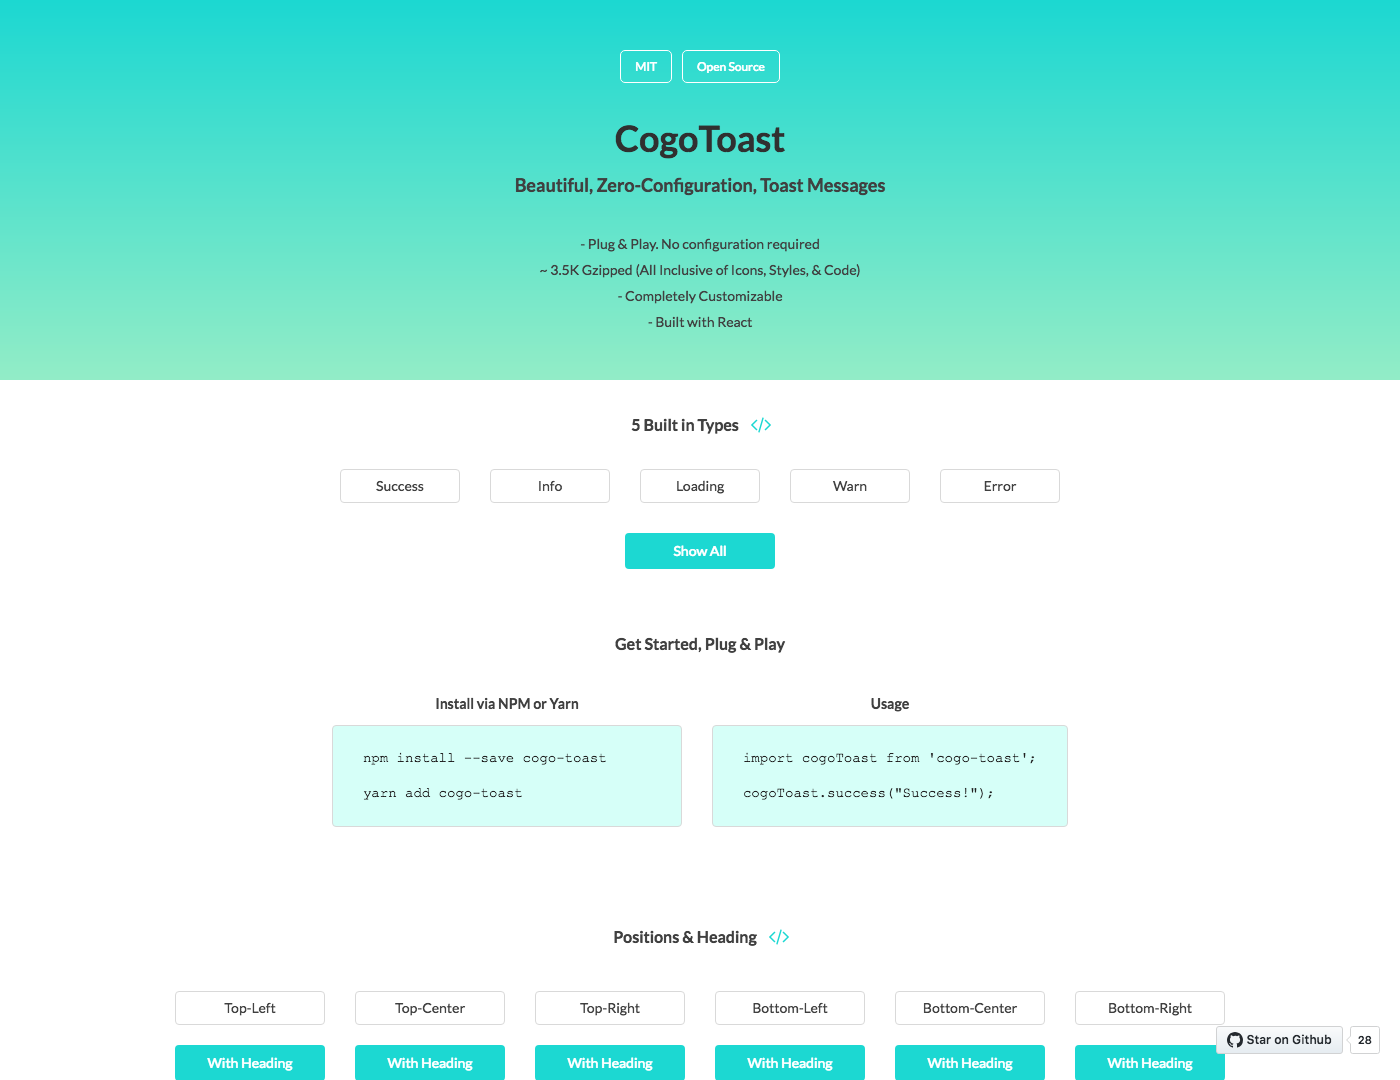 MIT
Open Source
CogoToast
Beautiful, Zero-Configuration, Toast Messages
- Plug & Play. No configuration required
~ 3.5K Gzipped (All Inclusive of Icons, Styles, & Code)
- Completely Customizable
- Built with React
5 Built in Types </>
Success
Info
Loading
Warn
Error
Show All
Get Started, Plug & Play
Install via NPM or Yarn
npm install --save cogo-toast
yarn add cogo-toast
Usage
import cogoToast from 'cogo-toast';
cogoToast.success("Success!");
Positions & Heading </>
Top-Left
Top-Center
Top-Right
Bottom-Left
Bottom-Center
Bottom-Right
With Heading
With Heading
With Heading
With Heading
With Heading
With Heading
Star on Github
28